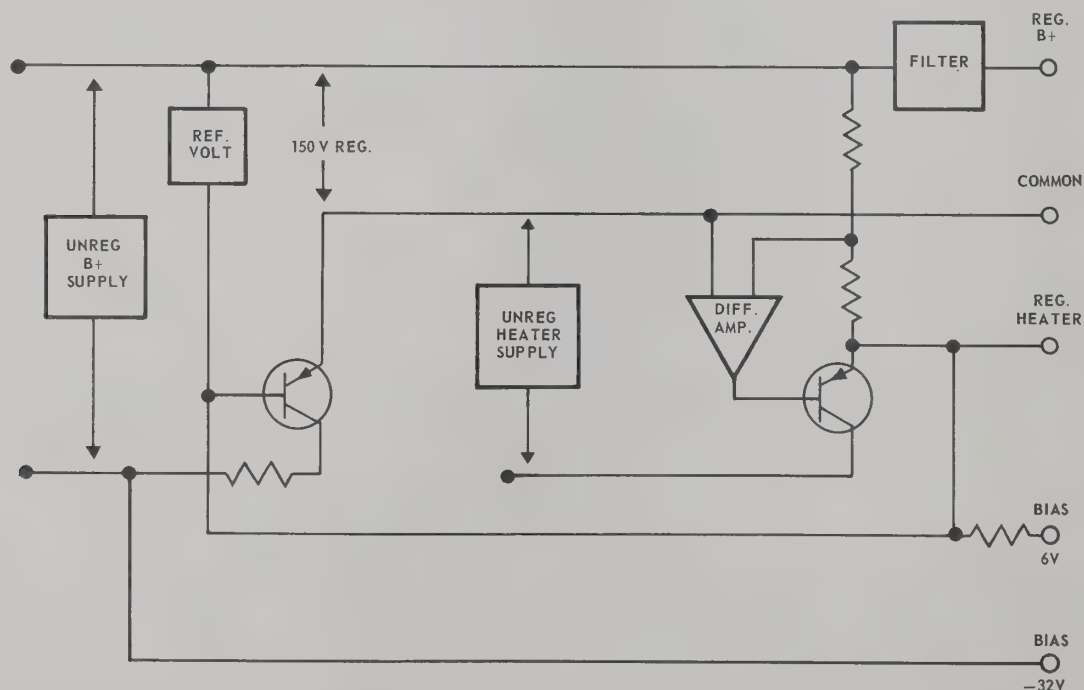 REG.
B+
FILTER
REF.
VOLT
150 V REG.
COMMON
UNREG
B+
SUPPLY
UNREG
HEATER
SUPPLY
DIFF.
AMP.
REG.
HEATER
BIAS
6V
BIAS
−32V